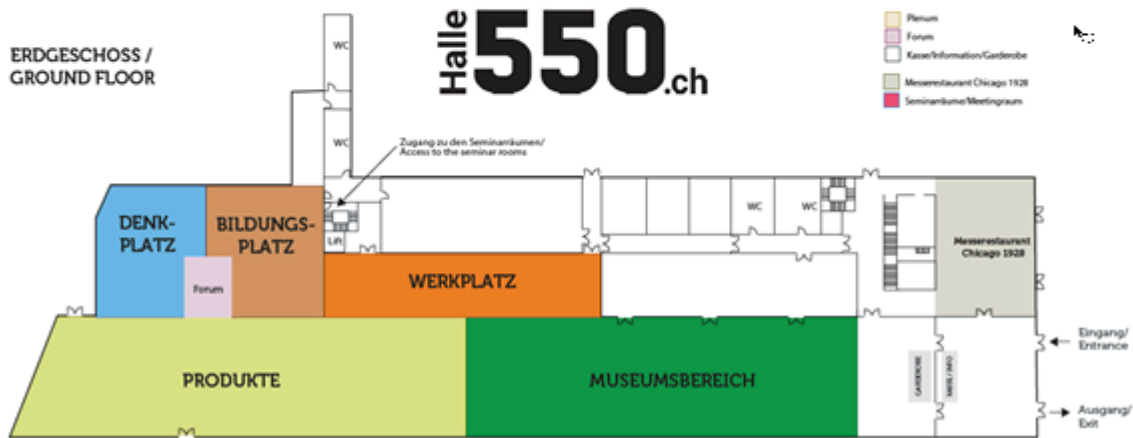 ERDGESCHOSS /
GROUND FLOOR
Halle
550.ch
Plenum
Forum
Kasse/Information/Garderobe
Messerestaurant Chicago 1928
Seminarräume/Meetingraum
WC
WC
Zugang zu den Seminarräumen/
Access to the seminar rooms
DENK-
PLATZ
BILDUNGS-
PLATZ
Lift
WC
WC
Messerestaurant
Chicago 1928
Forum
WERKPLATZ
PRODUKTE
MUSEUMSBEREICH
GARDEROBE
Eingang/
Entrance
Ausgang/
Exit